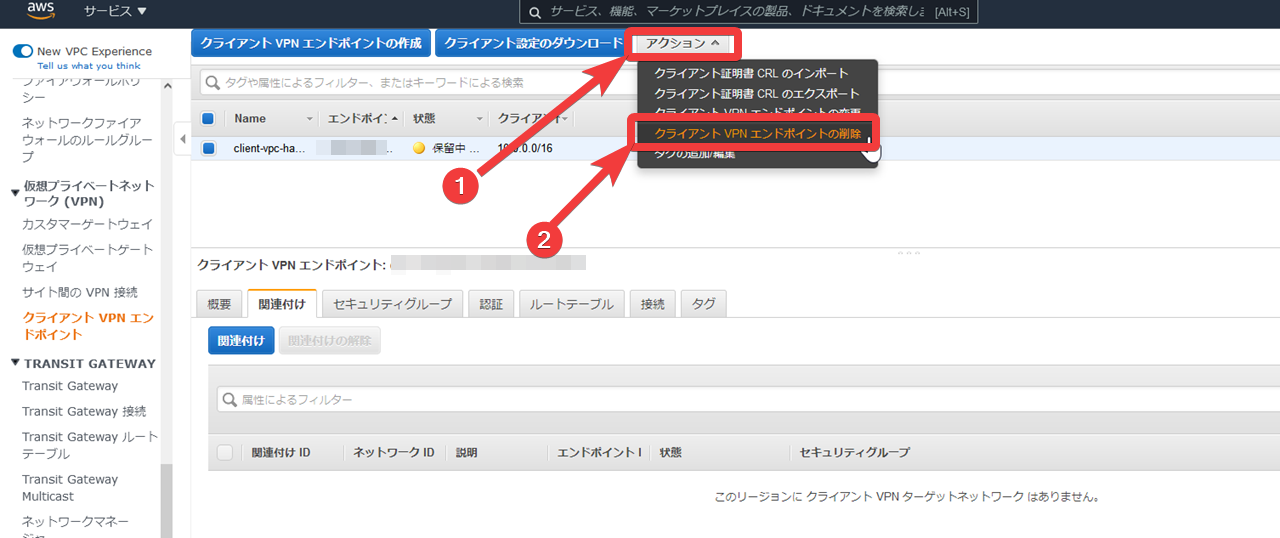 aws
サービス
サービス、機能、マーケットプレイスの製品、ドキュメントを検索しま
[Alt+S]
New VPC Experience
Tell us what you think
ファイアウォールポリ
シー
ネットワークファイア
ウォールのルールグルー
プ
仮想プライベートネット
ワーク (VPN)
カスタマーゲートウェイ
仮想プライベートゲート
ウェイ
サイト間の VPN 接続
クライアント VPN エン
ドポイント
TRANSIT GATEWAY
Transit Gateway
Transit Gateway 接続
Transit Gateway ルート
テーブル
Transit Gateway
Multicast
ネットワークマネー
ジャー
クライアント VPN エンドポイントの作成
クライアント設定のダウンロード
アクション
クライアント証明書 CRL のインポート
クライアント証明書 CRL のエクスポート
クライアント VPN エンドポイントの変更
クライアント VPN エンドポイントの削除
タグの追加/編集
タグや属性によるフィルター、またはキーワードによる検索
Name
エンドポイ
状態
クライアント
client-vpc-ha...
保留中 ...
0.0/16
1
2
クライアント VPN エンドポイント:
概要
関連付け
セキュリティグループ
認証
ルートテーブル
接続
タグ
関連付け
関連付けの解除
属性によるフィルター
関連付け ID
ネットワーク ID
説明
エンドポイント I
状態
セキュリティグループ
このリージョンに クライアント VPN ターゲットネットワーク はありません。